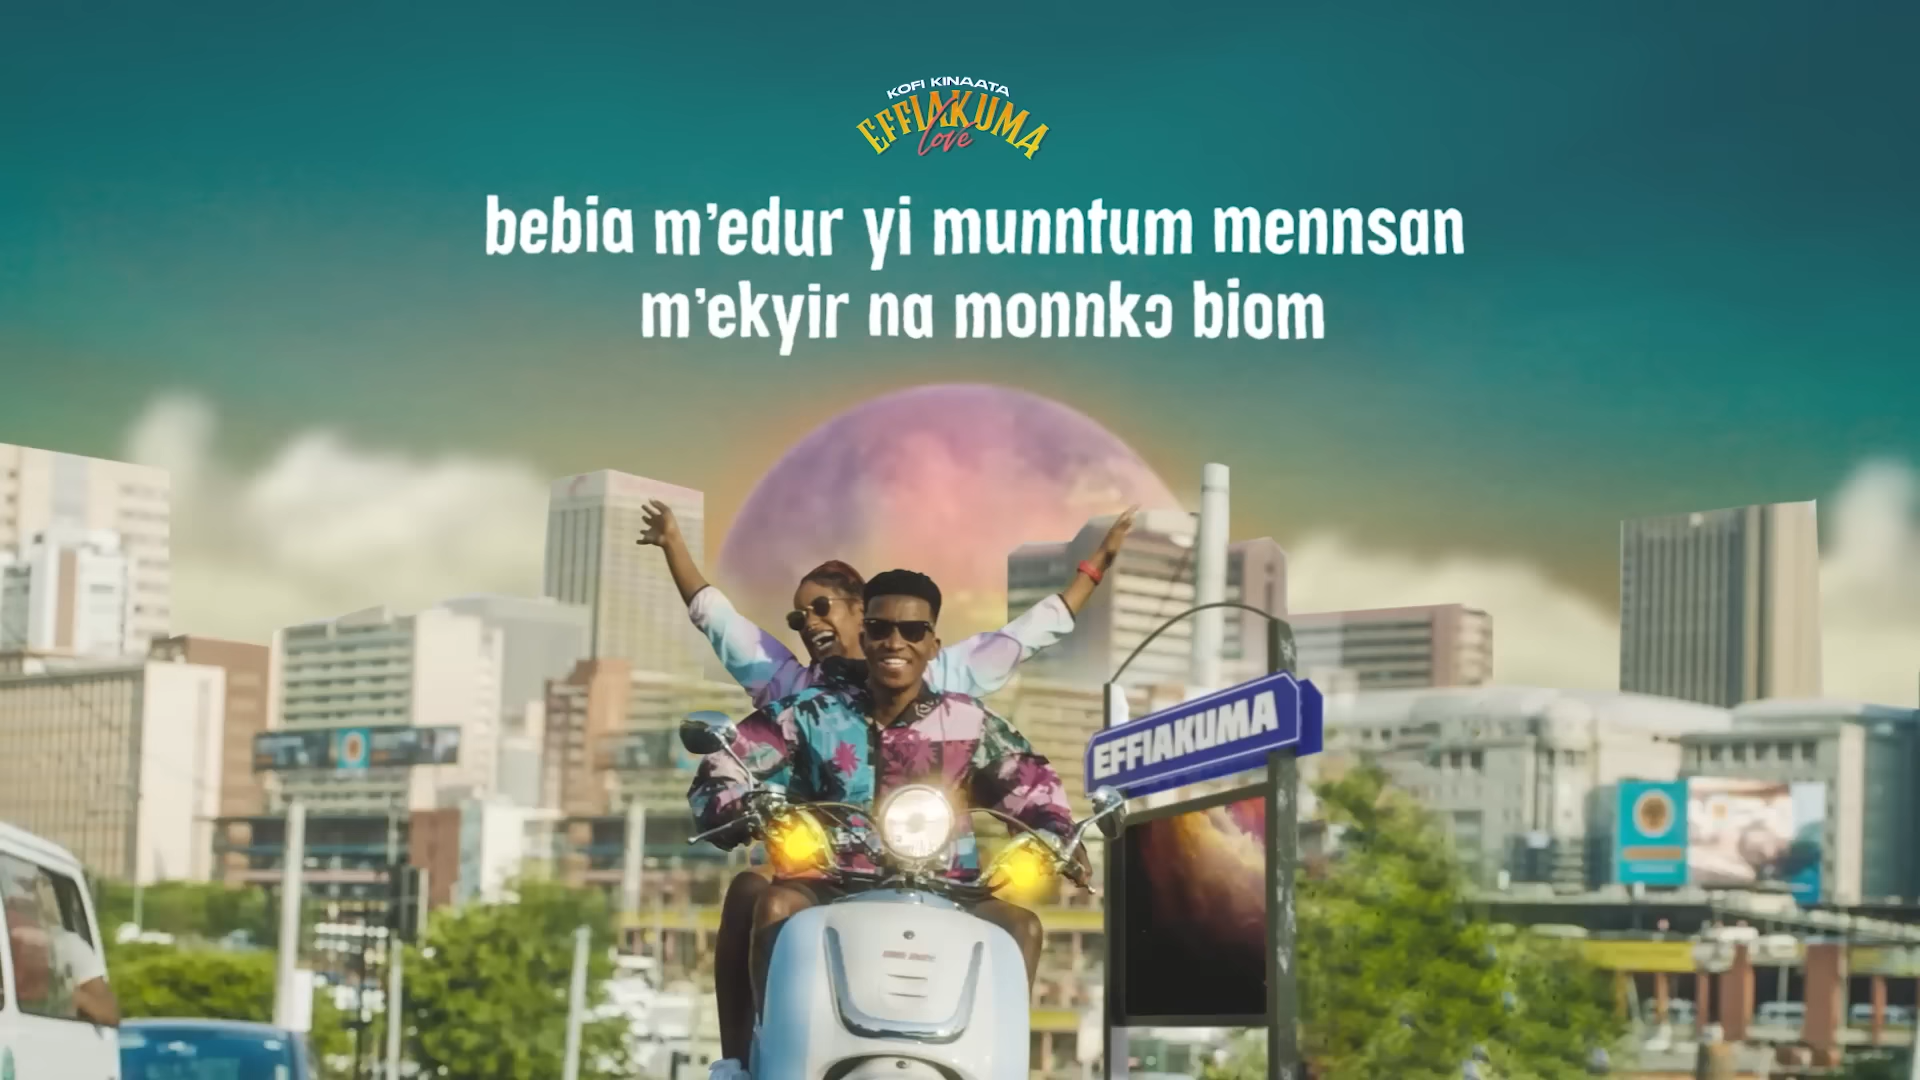 KOFI KINAATA
EFFIAKUMA
love
bebia m'edur yi munntum mennsan
m'ekyir na monnkɔ biom
EFFIAKUMA